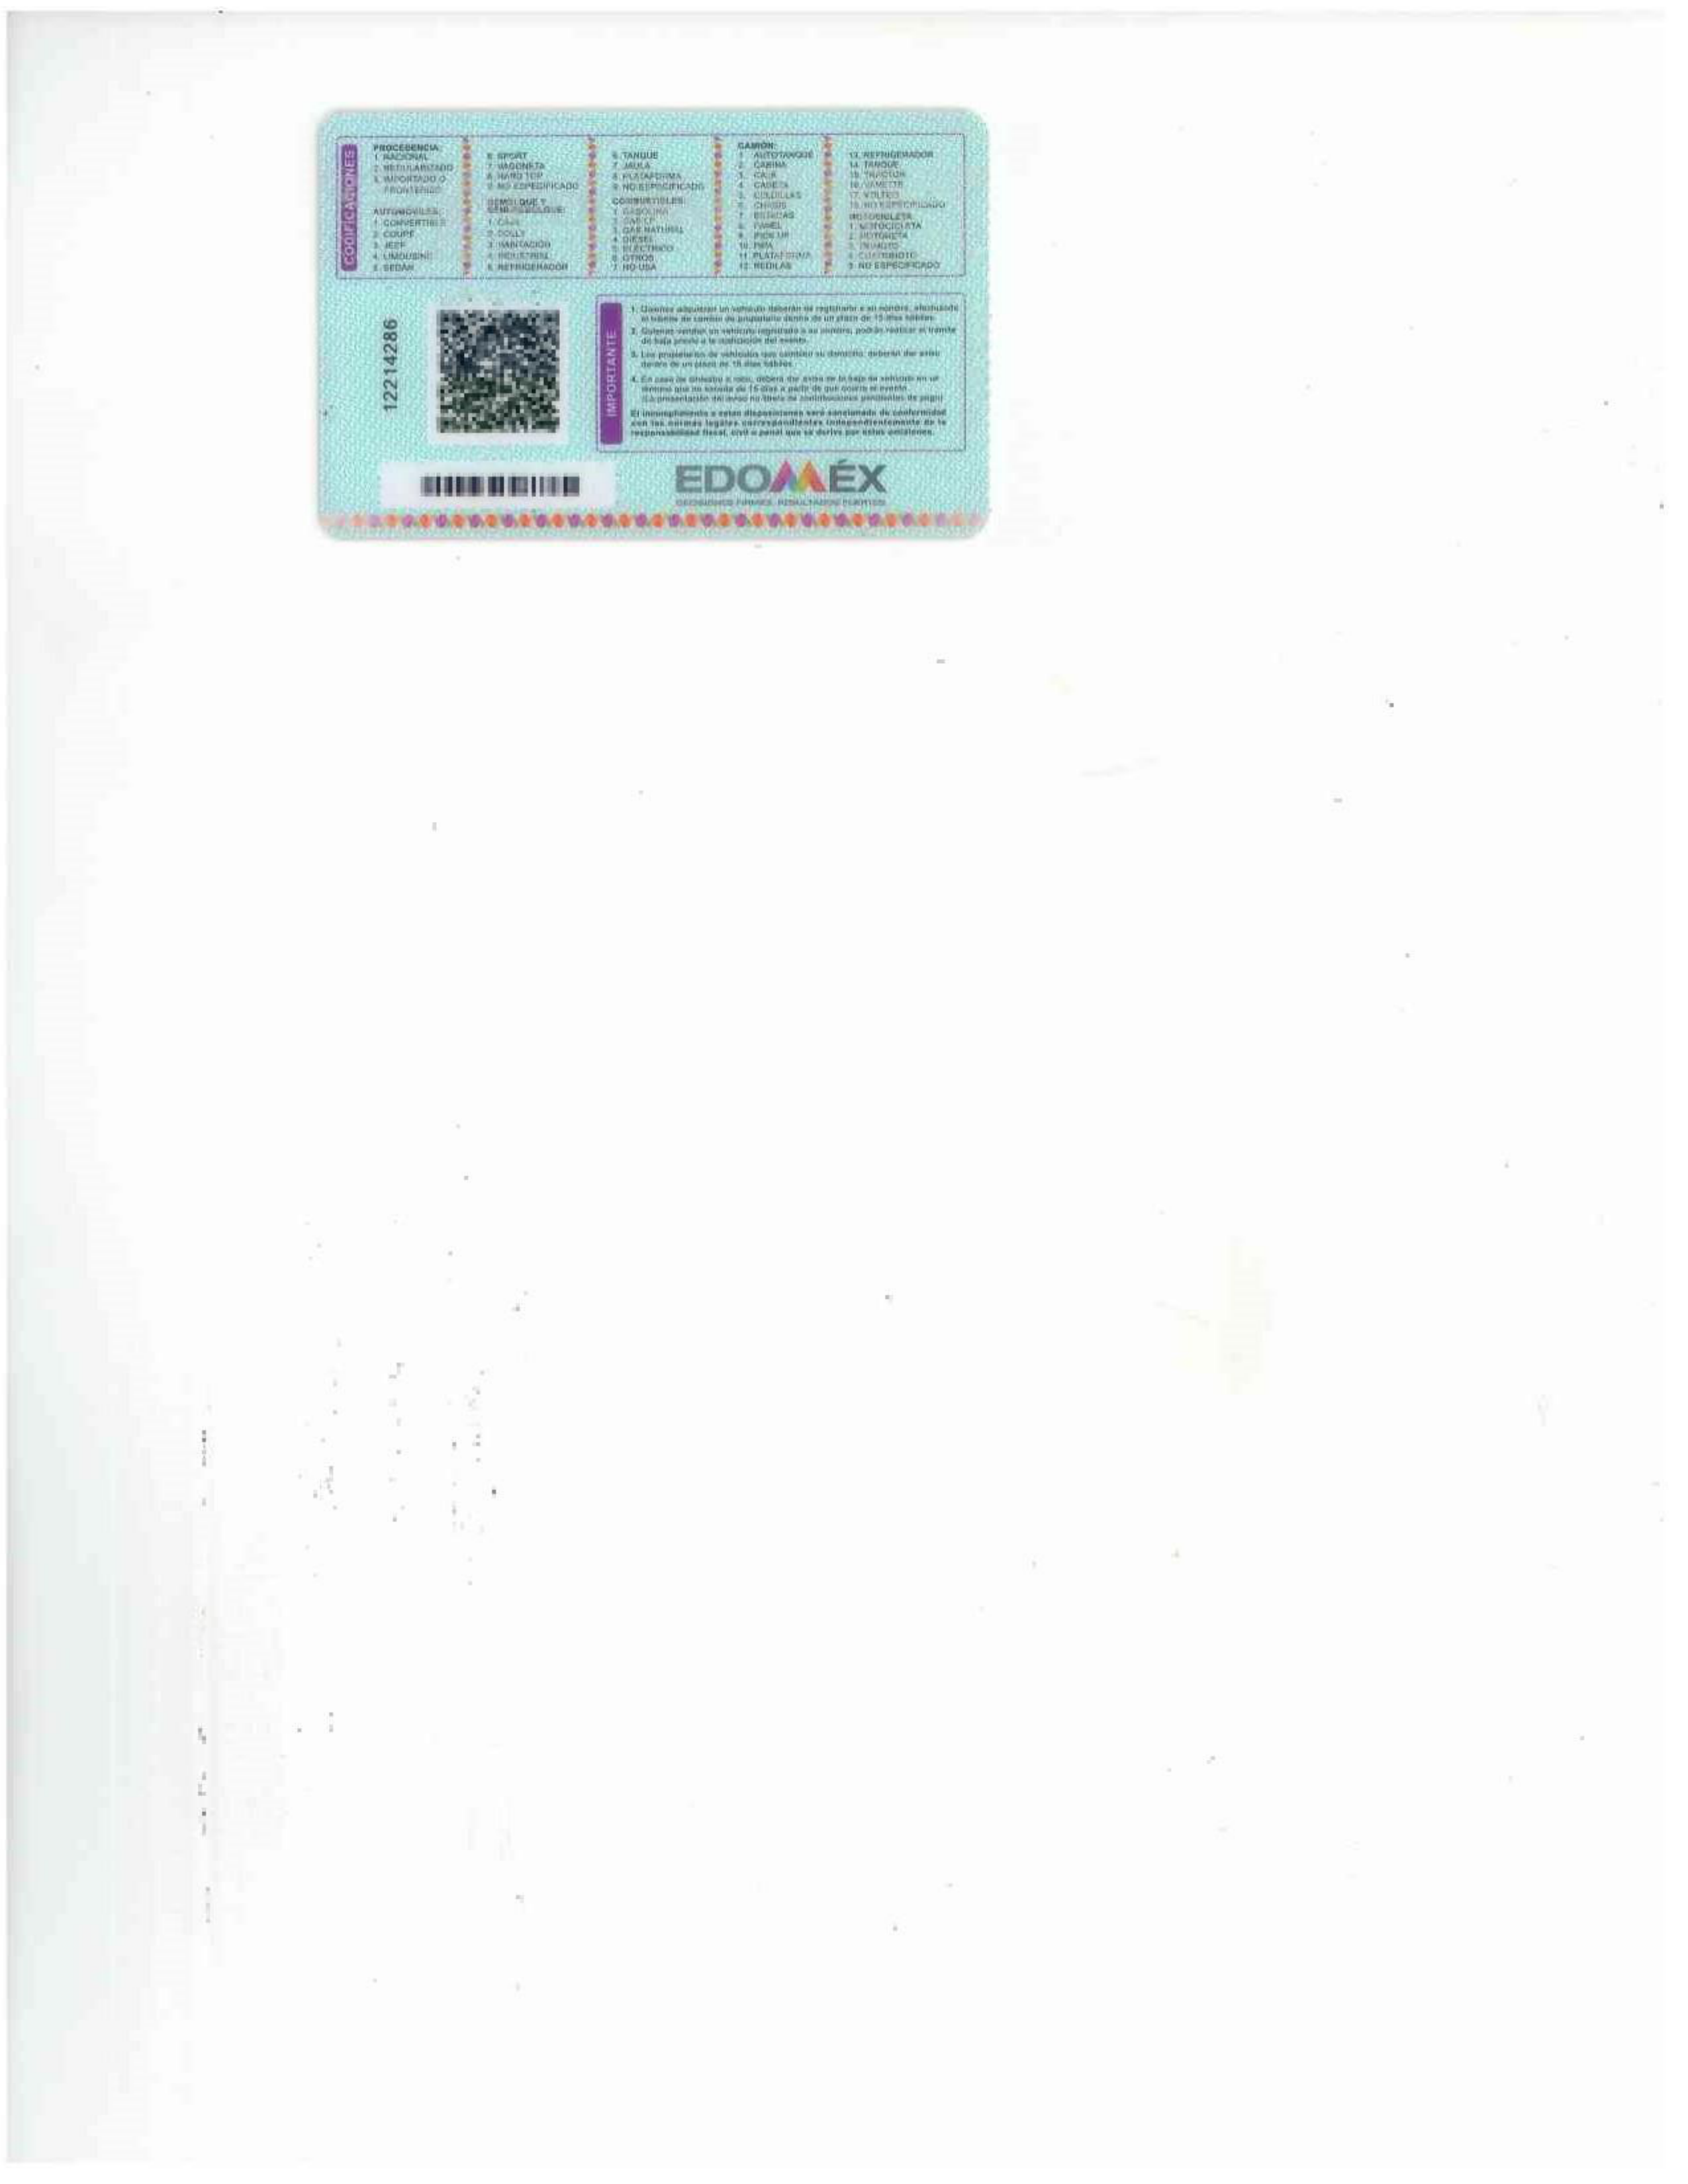 CODIFICACIONES
PROCEDENCIA:
1. NACIONAL
2. REGULARIZADO
3. IMPORTADO O
FRONTERIZO
AUTOMÓVILES:
1. CONVERTIBLE
2. COUPE
3. JEEP
4. LIMOUSINE
5. SEDÁN
6. SPORT
7. VAGONETA
8. HARD TOP
9. NO ESPECIFICADO
REMOLQUE Y
SEMI-REMOLQUE:
1. CAJA
2. DOLLY
3. HABITACIÓN
4. INDUSTRIAL
5. REFRIGERADOR
6. TANQUE
7. JAULA
8. PLATAFORMA
9. NO ESPECIFICADO
COMBUSTIBLES:
1. GASOLINA
2. GAS LP
3. GAS NATURAL
4. DIESEL
5. ELÉCTRICO
6. OTROS
7. NO USA
CAMIÓN:
1. AUTOTANQUE
2. CABINA
3. CAJA
4. CASETA
5. CELDILLAS
6. CHASIS
7. ESTACAS
8. PANEL
9. PICK UP
10. PIPA
11. PLATAFORMA
12. REDILAS
13. REFRIGERADOR
14. TANQUE
15. TRACTOR
16. VANETTE
17. VOLTEO
18. NO ESPECIFICADO
MOTOCICLETA
1. MOTOCICLETA
2. MOTONETA
3. TRIMOTO
4. CUATRIMOTO
5. NO ESPECIFICADO
12214286
IMPORTANTE
1. Quienes adquieran un vehículo deberán de registrarlo a su nombre, efectuando
el trámite de cambio de propietario dentro de un plazo de 15 días hábiles.
2. Quienes vendan un vehículo registrado a su nombre, podrán realizar el trámite
de baja previo a la realización del evento.
3. Los propietarios de vehículos que cambien su domicilio, deberán dar aviso
dentro de un plazo de 15 días hábiles.
4. En caso de siniestro o robo, deberá dar aviso de la baja de vehículo en un
término que no exceda de 15 días a partir de que ocurra el evento.
(La presentación del aviso no libera de contribuciones pendientes de pago)
El incumplimiento a estas disposiciones será sancionado de conformidad
con las normas legales correspondientes independientemente de la
responsabilidad fiscal, civil o penal que se derive por estas omisiones.
EDOMÉX
DECISIONES FIRMES, RESULTADOS FUERTES